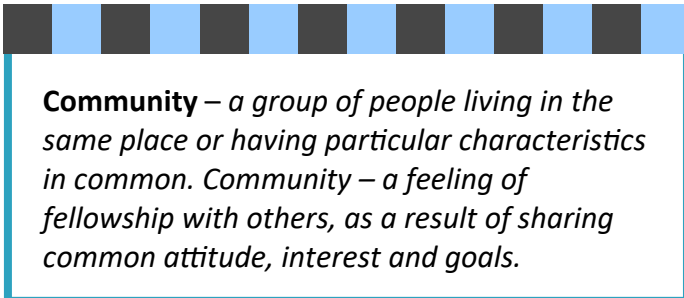 Community – a group of people living in the
same place or having particular characteristics
in common. Community – a feeling of
fellowship with others, as a result of sharing
common attitude, interest and goals.